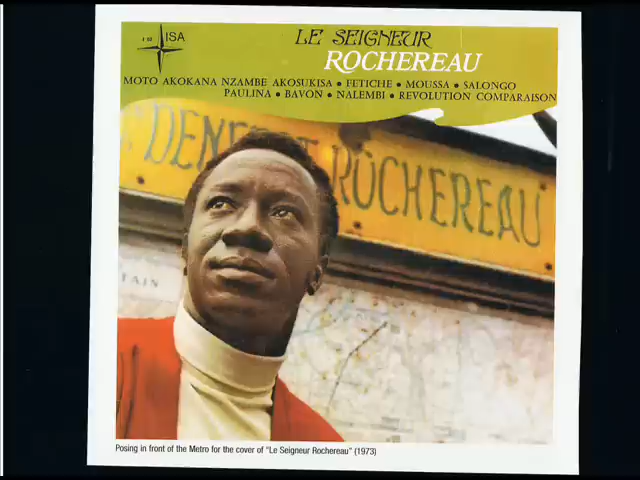 ISA
LE SEIGNEUR
ROCHEREAU
MOTO AKOKANA NZAMBE AKOSUKISA • FETICHE • MOUSSA • SALONGO
PAULINA • BAVON • NALEMBI • REVOLUTION COMPARAISON
ROCHEREAU
Posing in front of the Metro for the cover of "Le Seigneur Rochereau" (1973)